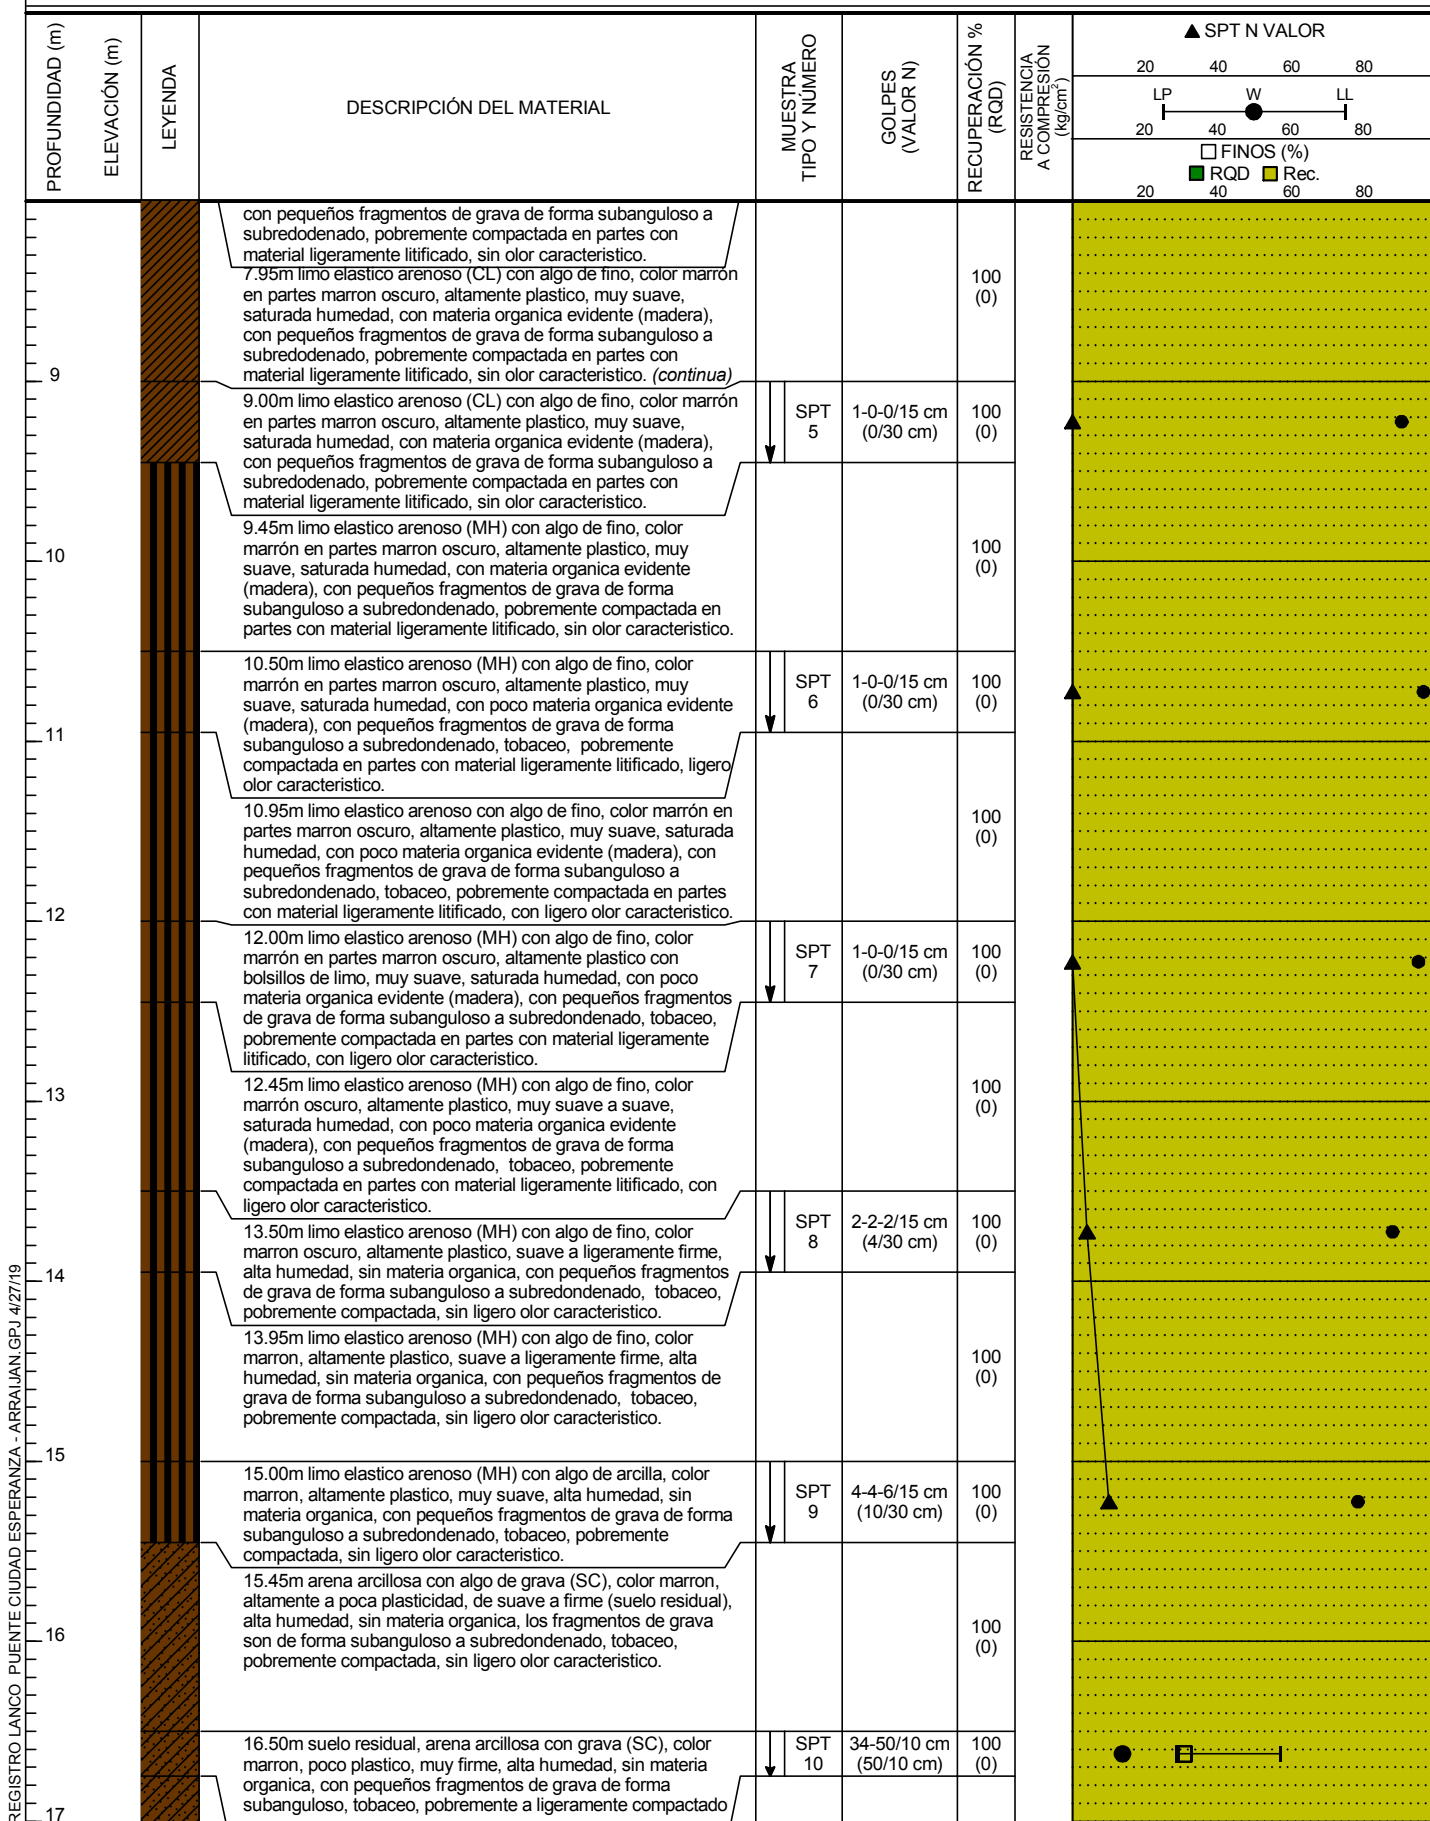 PROFUNDIDAD (m)
ELEVACIÓN (m)
LEYENDA
DESCRIPCIÓN DEL MATERIAL
MUESTRA
TIPO Y NÚMERO
GOLPES
(VALOR N)
RECUPERACIÓN %
(RQD)
RESISTENCIA
A COMPRESIÓN
(kg/cm²)
▲ SPT N VALOR
20 40 60 80
LP W LL
20 40 60 80
FINOS (%)
RQD Rec.
20 40 60 80
con pequeños fragmentos de grava de forma subanguloso a
subredodenado, pobremente compactada en partes con
material ligeramente litificado, sin olor caracteristico.
7.95m limo elastico arenoso (CL) con algo de fino, color marrón
en partes marron oscuro, altamente plastico, muy suave,
saturada humedad, con materia organica evidente (madera),
con pequeños fragmentos de grava de forma subanguloso a
subredodenado, pobremente compactada en partes con
material ligeramente litificado, sin olor caracteristico. (continua)
100
(0)
9
9.00m limo elastico arenoso (CL) con algo de fino, color marrón
en partes marron oscuro, altamente plastico, muy suave,
saturada humedad, con materia organica evidente (madera),
con pequeños fragmentos de grava de forma subanguloso a
subredodenado, pobremente compactada en partes con
material ligeramente litificado, sin olor caracteristico.
SPT
5
1-0-0/15 cm
(0/30 cm)
100
(0)
9.45m limo elastico arenoso (MH) con algo de fino, color
marrón en partes marron oscuro, altamente plastico, muy
suave, saturada humedad, con materia organica evidente
(madera), con pequeños fragmentos de grava de forma
subanguloso a subredondenado, pobremente compactada en
partes con material ligeramente litificado, sin olor caracteristico.
100
(0)
10
10.50m limo elastico arenoso (MH) con algo de fino, color
marrón en partes marron oscuro, altamente plastico, muy
suave, saturada humedad, con poco materia organica evidente
(madera), con pequeños fragmentos de grava de forma
subanguloso a subredondenado, tobaceo, pobremente
compactada en partes con material ligeramente litificado, ligero
olor caracteristico.
SPT
6
1-0-0/15 cm
(0/30 cm)
100
(0)
11
10.95m limo elastico arenoso con algo de fino, color marrón en
partes marron oscuro, altamente plastico, muy suave, saturada
humedad, con poco materia organica evidente (madera), con
pequeños fragmentos de grava de forma subanguloso a
subredondenado, tobaceo, pobremente compactada en partes
con material ligeramente litificado, con ligero olor caracteristico.
100
(0)
12
12.00m limo elastico arenoso (MH) con algo de fino, color
marrón en partes marron oscuro, altamente plastico con
bolsillos de limo, muy suave, saturada humedad, con poco
materia organica evidente (madera), con pequeños fragmentos
de grava de forma subanguloso a subredondenado, tobaceo,
pobremente compactada en partes con material ligeramente
litificado, con ligero olor caracteristico.
SPT
7
1-0-0/15 cm
(0/30 cm)
100
(0)
12.45m limo elastico arenoso (MH) con algo de fino, color
marrón oscuro, altamente plastico, muy suave a suave,
saturada humedad, con poco materia organica evidente
(madera), con pequeños fragmentos de grava de forma
subanguloso a subredondenado, tobaceo, pobremente
compactada en partes con material ligeramente litificado, con
ligero olor caracteristico.
100
(0)
13
13.50m limo elastico arenoso (MH) con algo de fino, color
marron oscuro, altamente plastico, suave a ligeramente firme,
alta humedad, sin materia organica, con pequeños fragmentos
de grava de forma subanguloso a subredondenado, tobaceo,
pobremente compactada, sin ligero olor caracteristico.
SPT
8
2-2-2/15 cm
(4/30 cm)
100
(0)
14
13.95m limo elastico arenoso (MH) con algo de fino, color
marron, altamente plastico, suave a ligeramente firme, alta
humedad, sin materia organica, con pequeños fragmentos de
grava de forma subanguloso a subredondenado, tobaceo,
pobremente compactada, sin ligero olor caracteristico.
100
(0)
15
15.00m limo elastico arenoso (MH) con algo de arcilla, color
marron, altamente plastico, muy suave, alta humedad, sin
materia organica, con pequeños fragmentos de grava de forma
subanguloso a subredondenado, tobaceo, pobremente
compactada, sin ligero olor caracteristico.
SPT
9
4-4-6/15 cm
(10/30 cm)
100
(0)
15.45m arena arcillosa con algo de grava (SC), color marron,
altamente a poca plasticidad, de suave a firme (suelo residual),
alta humedad, sin materia organica, los fragmentos de grava
son de forma subanguloso a subredondenado, tobaceo,
pobremente compactada, sin ligero olor caracteristico.
100
(0)
16
16.50m suelo residual, arena arcillosa con grava (SC), color
marron, poco plastico, muy firme, alta humedad, sin materia
organica, con pequeños fragmentos de grava de forma
subanguloso, tobaceo, pobremente a ligeramente compactado
SPT
10
34-50/10 cm
(50/10 cm)
100
(0)
17
REGISTRO LANCO PUENTE CIUDAD ESPERANZA - ARRAIJAN.GPJ 4/27/19